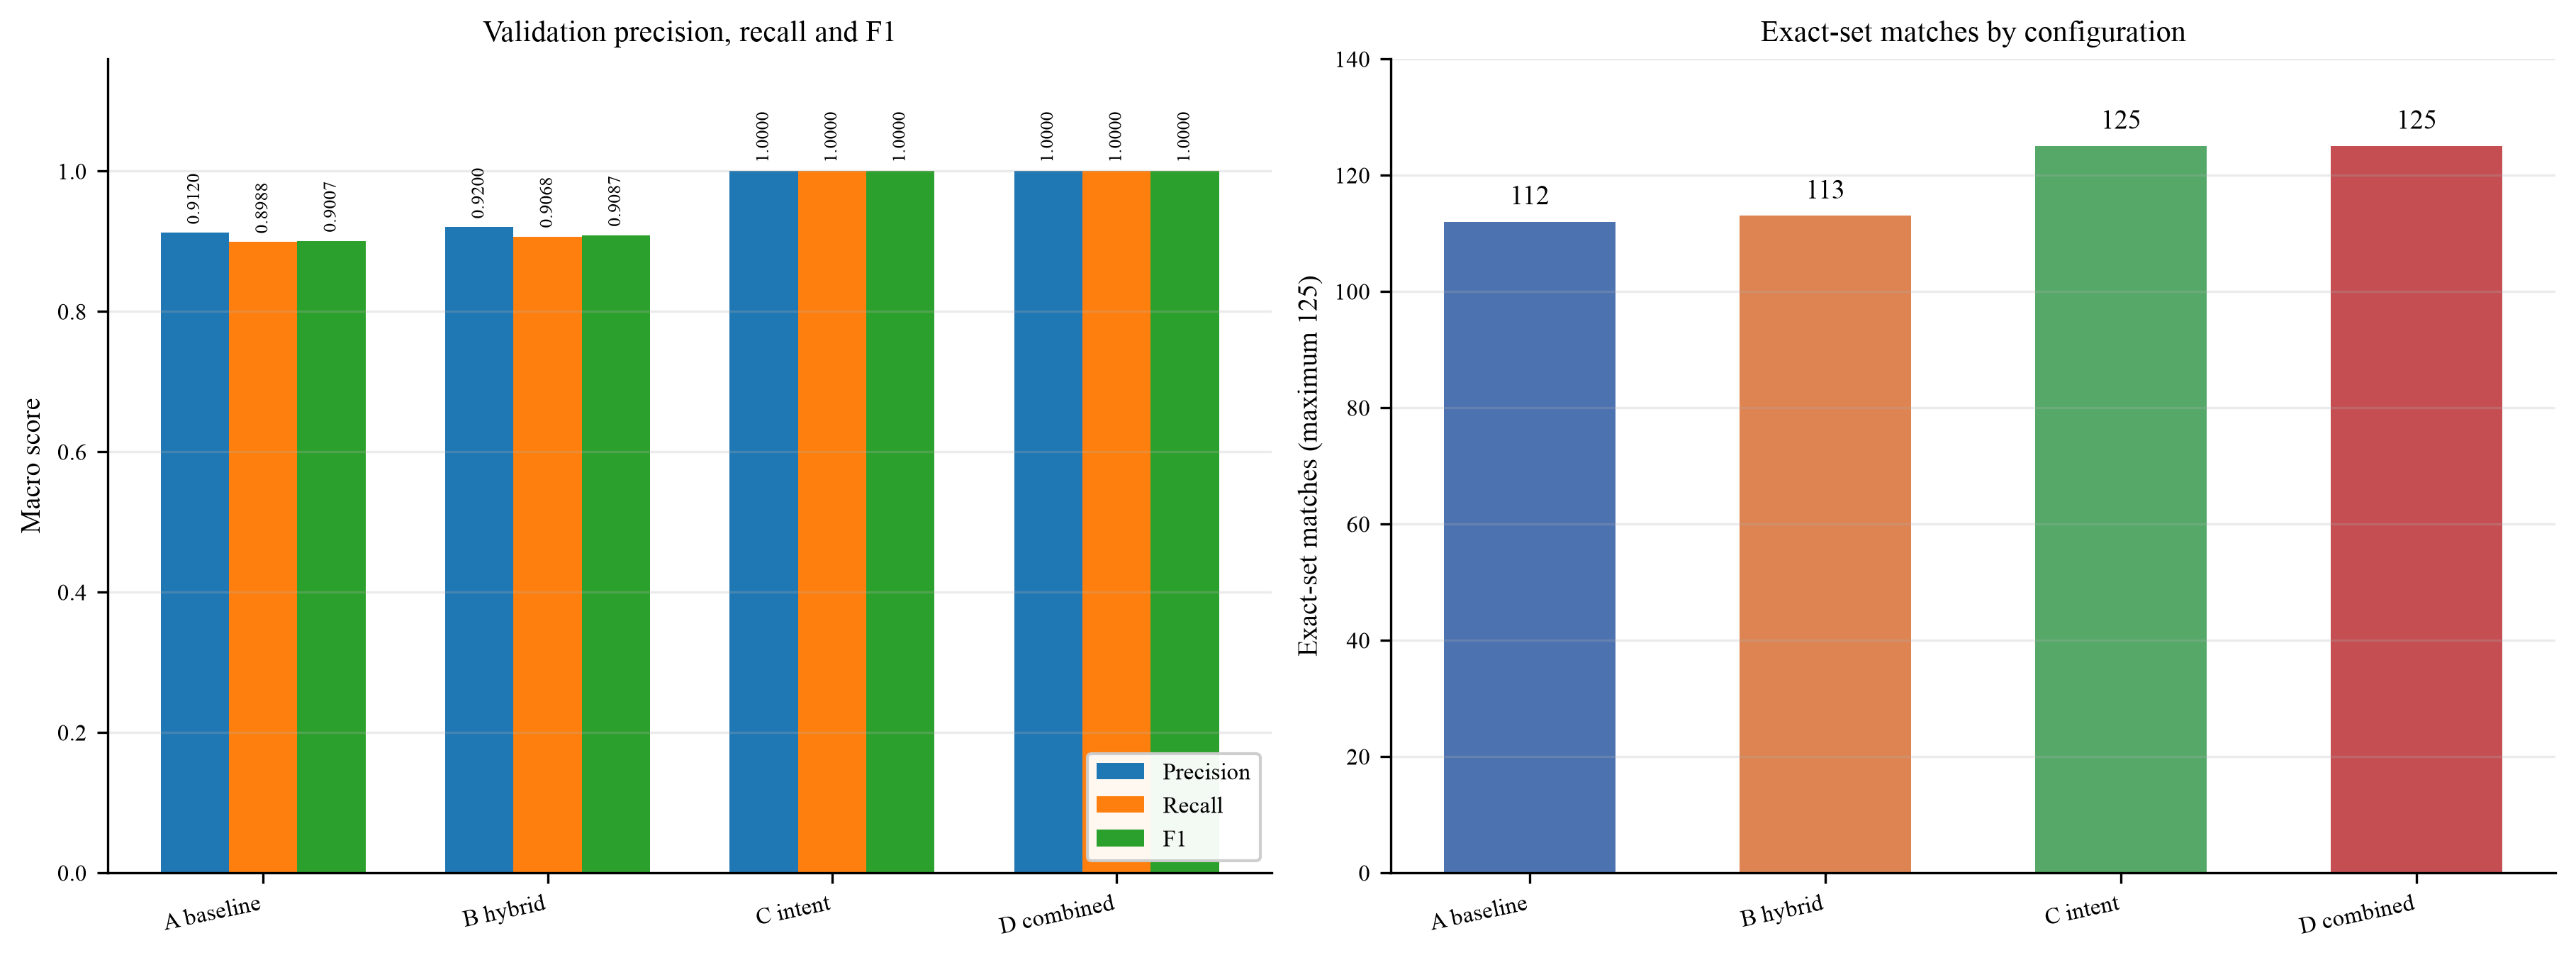 Validation precision, recall and F1
Macro score
1.0
0.8
0.6
0.4
0.2
0.0
0.9120
0.8988
0.9007
0.9200
0.9068
0.9087
1.0000
1.0000
1.0000
1.0000
1.0000
1.0000
Precision
Recall
F1
A baseline
B hybrid
C intent
D combined
Exact-set matches by configuration
Exact-set matches (maximum 125)
140
120
100
80
60
40
20
0
112
113
125
125
A baseline
B hybrid
C intent
D combined